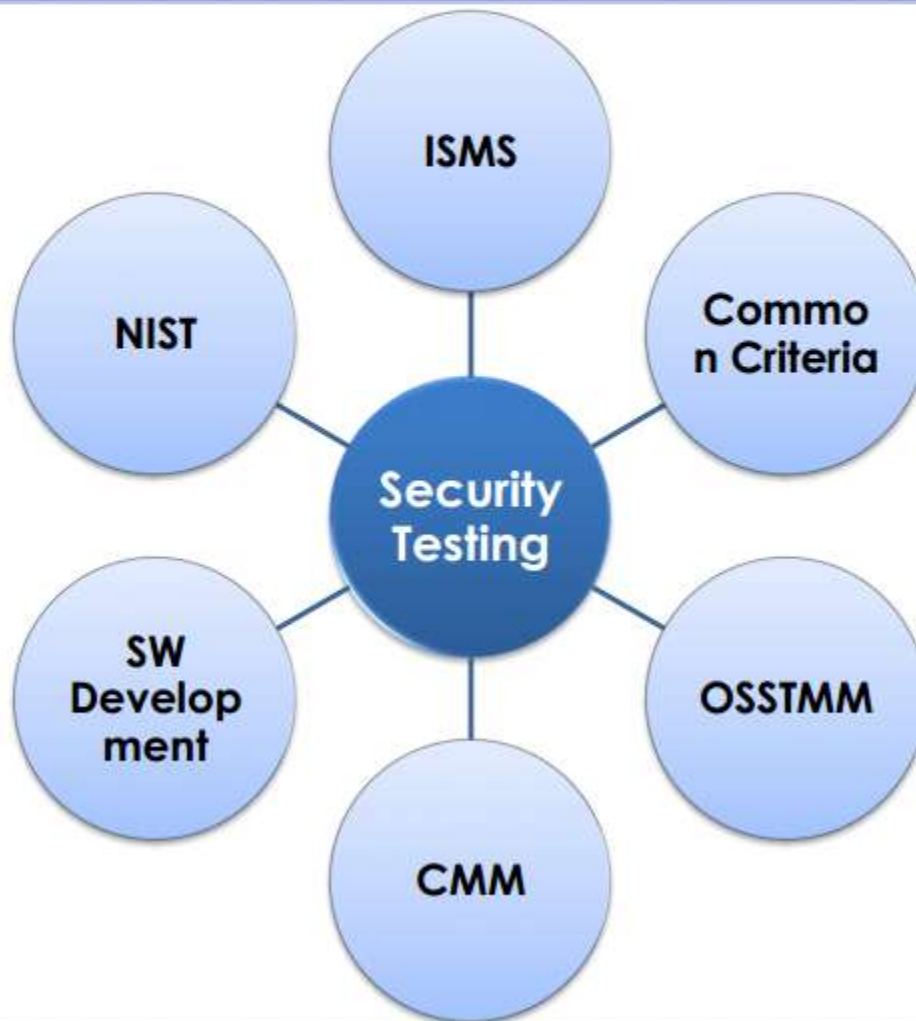 ISMS
Commo
n Criteria
OSSTMM
CMM
SW
Develop
ment
NIST
Security
Testing